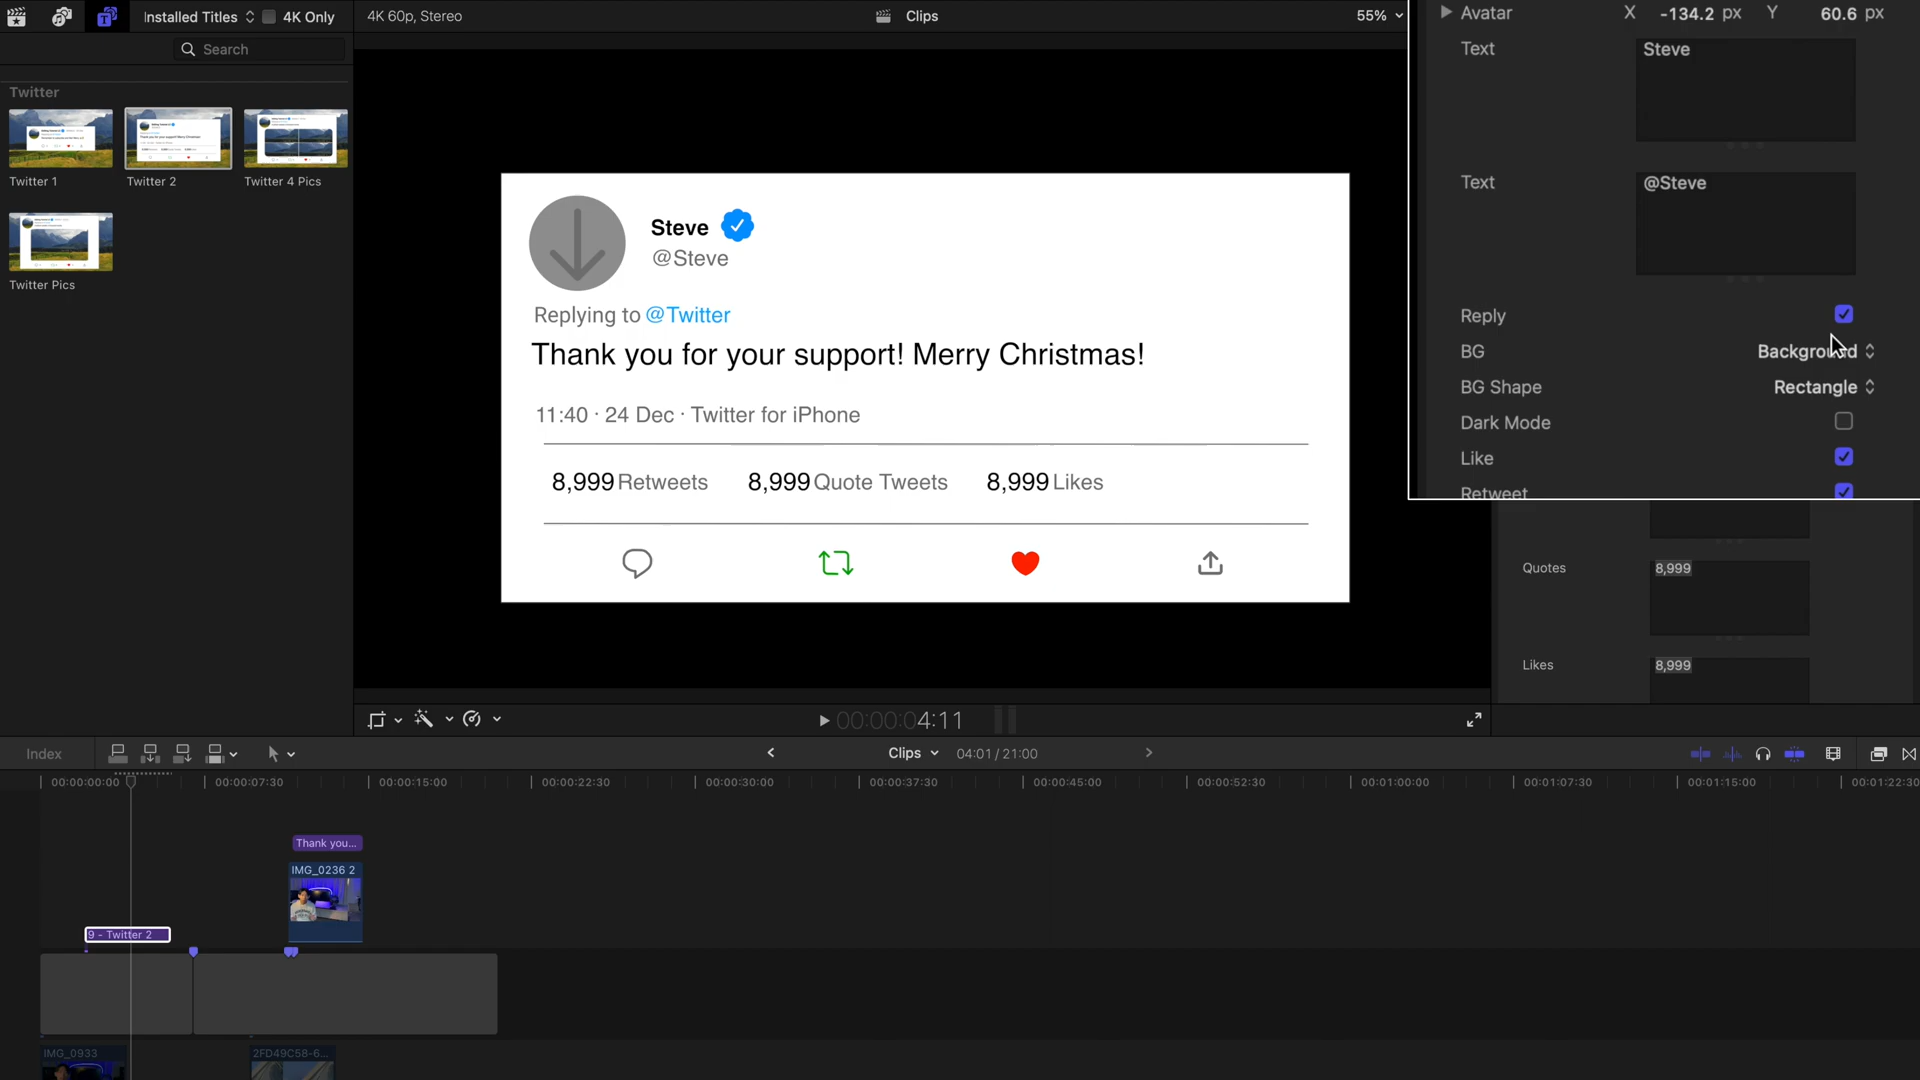 Installed Titles
4K Only
4K 60p, Stereo
Clips
55%
Search
Twitter
Twitter 1
Twitter 2
Twitter 4 Pics
Twitter Pics
Steve
@Steve
Replying to @Twitter
Thank you for your support! Merry Christmas!
11:40 · 24 Dec · Twitter for iPhone
8,999 Retweets
8,999 Quote Tweets
8,999 Likes
Avatar
X -134.2 px Y 60.6 px
Text
Steve
Text
@Steve
Reply
BG
Background
BG Shape
Rectangle
Dark Mode
Like
Retweet
Quotes
8,999
Likes
8,999
00:00:04:11
Index
Clips
04:01 / 21:00
00:00:00:00
00:00:07:30
00:00:15:00
00:00:22:30
00:00:30:00
00:00:37:30
00:00:45:00
00:00:52:30
00:01:00:00
00:01:07:30
00:01:15:00
00:01:22:30
Thank you...
IMG_0236 2
9 - Twitter 2
IMG_0933
2FD49C58-6...